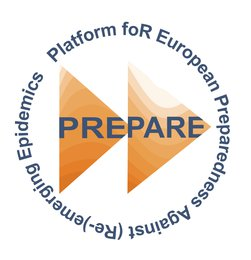 Platform foR European Preparedness Against (Re-)emerging Epidemics
PREPARE